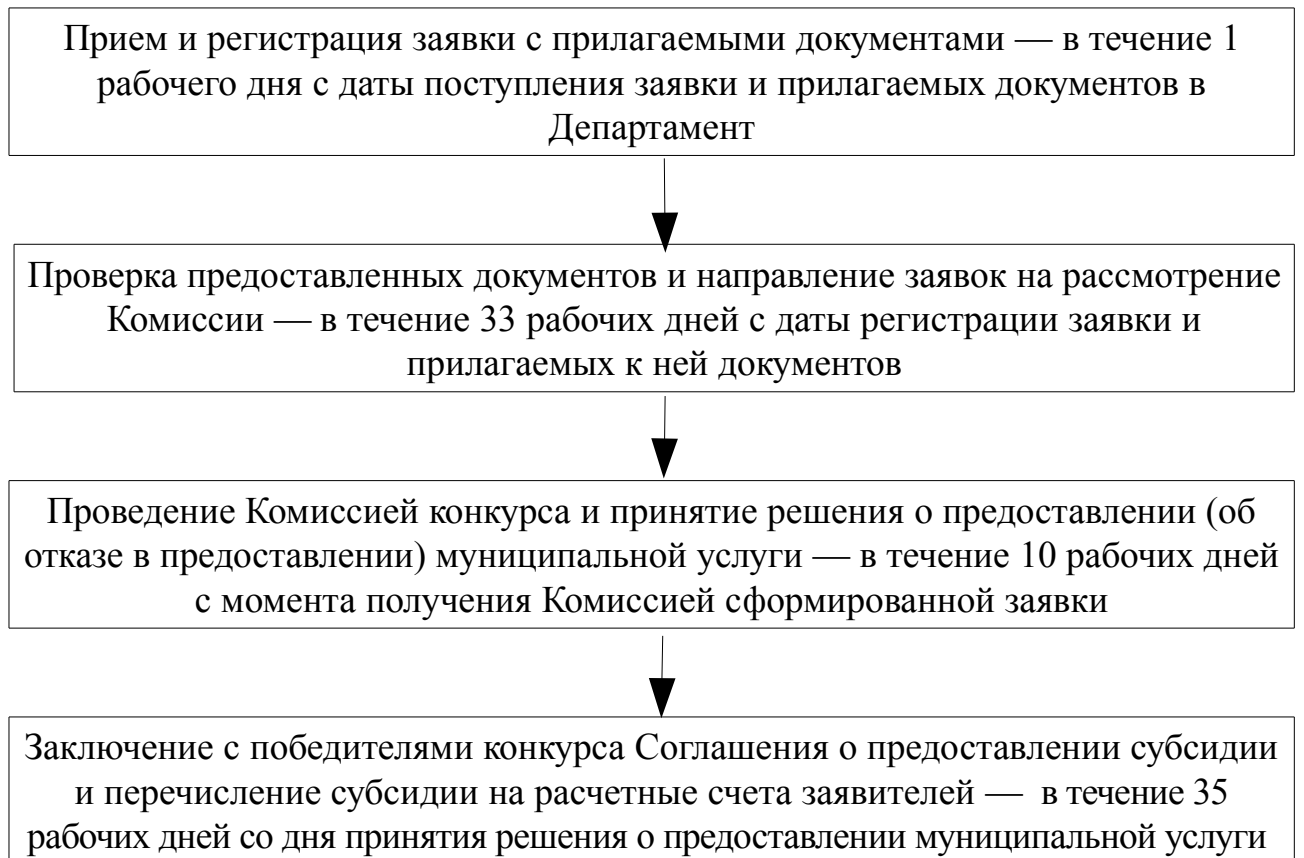 Прием и регистрация заявки с прилагаемыми документами — в течение 1
рабочего дня с даты поступления заявки и прилагаемых документов в
Департамент
Проверка предоставленных документов и направление заявок на рассмотрение
Комиссии — в течение 33 рабочих дней с даты регистрации заявки и
прилагаемых к ней документов
Проведение Комиссией конкурса и принятие решения о предоставлении (об
отказе в предоставлении) муниципальной услуги — в течение 10 рабочих дней
с момента получения Комиссией сформированной заявки
Заключение с победителями конкурса Соглашения о предоставлении субсидии
и перечисление субсидии на расчетные счета заявителей — в течение 35
рабочих дней со дня принятия решения о предоставлении муниципальной услуги